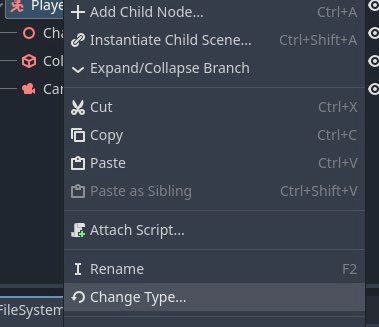 Playe
Add Child Node... Ctrl+A
Cha
Instantiate Child Scene... Ctrl+Shift+A
Col
Expand/Collapse Branch
Car
Cut Ctrl+X
Copy Ctrl+C
Paste Ctrl+V
Paste as Sibling Ctrl+Shift+V
Attach Script...
Rename F2
Change Type...
FileSystem